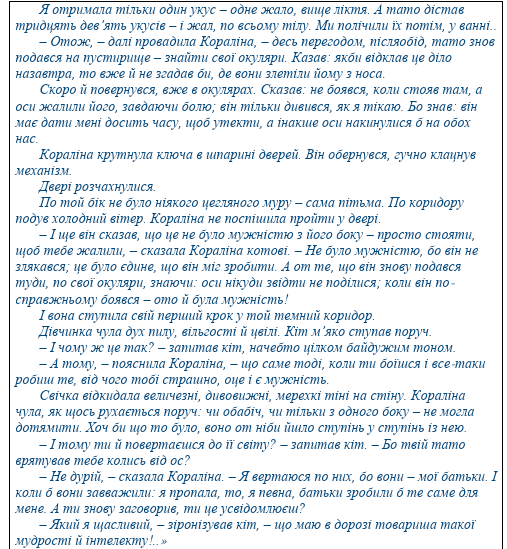 Я отримала тільки один укус – одне жало, вище ліктя. А тато дістав
тридцять дев'ять укусів – і жал, по всьому тілу. Ми полічили їх потім, у ванні..
– Отож, – далі провадила Кораліна, – десь перегодом, пізніше, тато знов
подався на пустирище – знайти свої окуляри. Казав: якби відклав це діло
назавтра, то вже й не згадав би, де вони злетіли йому з носа.
Скоро й повернувся, вже в окулярах. Сказав: не боявся, коли стояв там, а
оси жалили його, завдаючи болю; він тільки дивився, як я тікаю. Бо знав: він
має дати мені досить часу, щоб утекти, а інакше оси накинулися б на обох
нас.
Кораліна крутнула ключа в шпарині дверей. Він обернувся, гучно клацнув
механізм.
Двері розчахнулися.
По той бік не було ніякого цегляного муру – сама пітьма. По коридору
подув холодний вітер. Кораліна не поспішила пройти у двері.
– І ще він сказав, що це не було мужністю з його боку – просто стояти,
щоб тебе жалили, – сказала Кораліна котові. – Не було мужністю, бо він не
злякався; це було єдине, що він міг зробити. А от те, що він знову подався
туди, по свої окуляри, знаючи: оси нікуди звідти не поділися; коли він по-
справжньому боявся – ото й була мужність!
І вона ступила свій перший крок у той темний коридор.
Дівчинка чула дух пилу, вільгості й цвілі. Кіт м'яко ступав поруч.
– І чому ж це так? – запитав кіт, начебто цілком байдужим тоном.
– А тому, – пояснила Кораліна, – що саме тоді, коли ти боїшся і все-таки
робиш те, від чого тобі страшно, оце і є мужність.
Свічка відкидала величезні, дивовижні, мерехкі тіні на стіну. Кораліна
чула, як щось рухається поруч: чи обабіч, чи тільки з одного боку – не могла
дотямити. Хоч би що то було, воно от ніби йшло ступінь у ступінь із нею.
– І тому ти й повертаєшся до її світу? – запитав кіт. – Бо твій тато
врятував тебе колись від ос?
– Не дурій, – сказала Кораліна. – Я вертаюся по них, бо вони – мої батьки. І
коли б вони завважили: я пропала, то, я певна, батьки зробили б те саме для
мене. А ти знову заговорив, ти це усвідомлюєш?
– Який я щасливий, – зіронізував кіт, – що маю в дорозі товариша такої
мудрості й інтелекту!..»